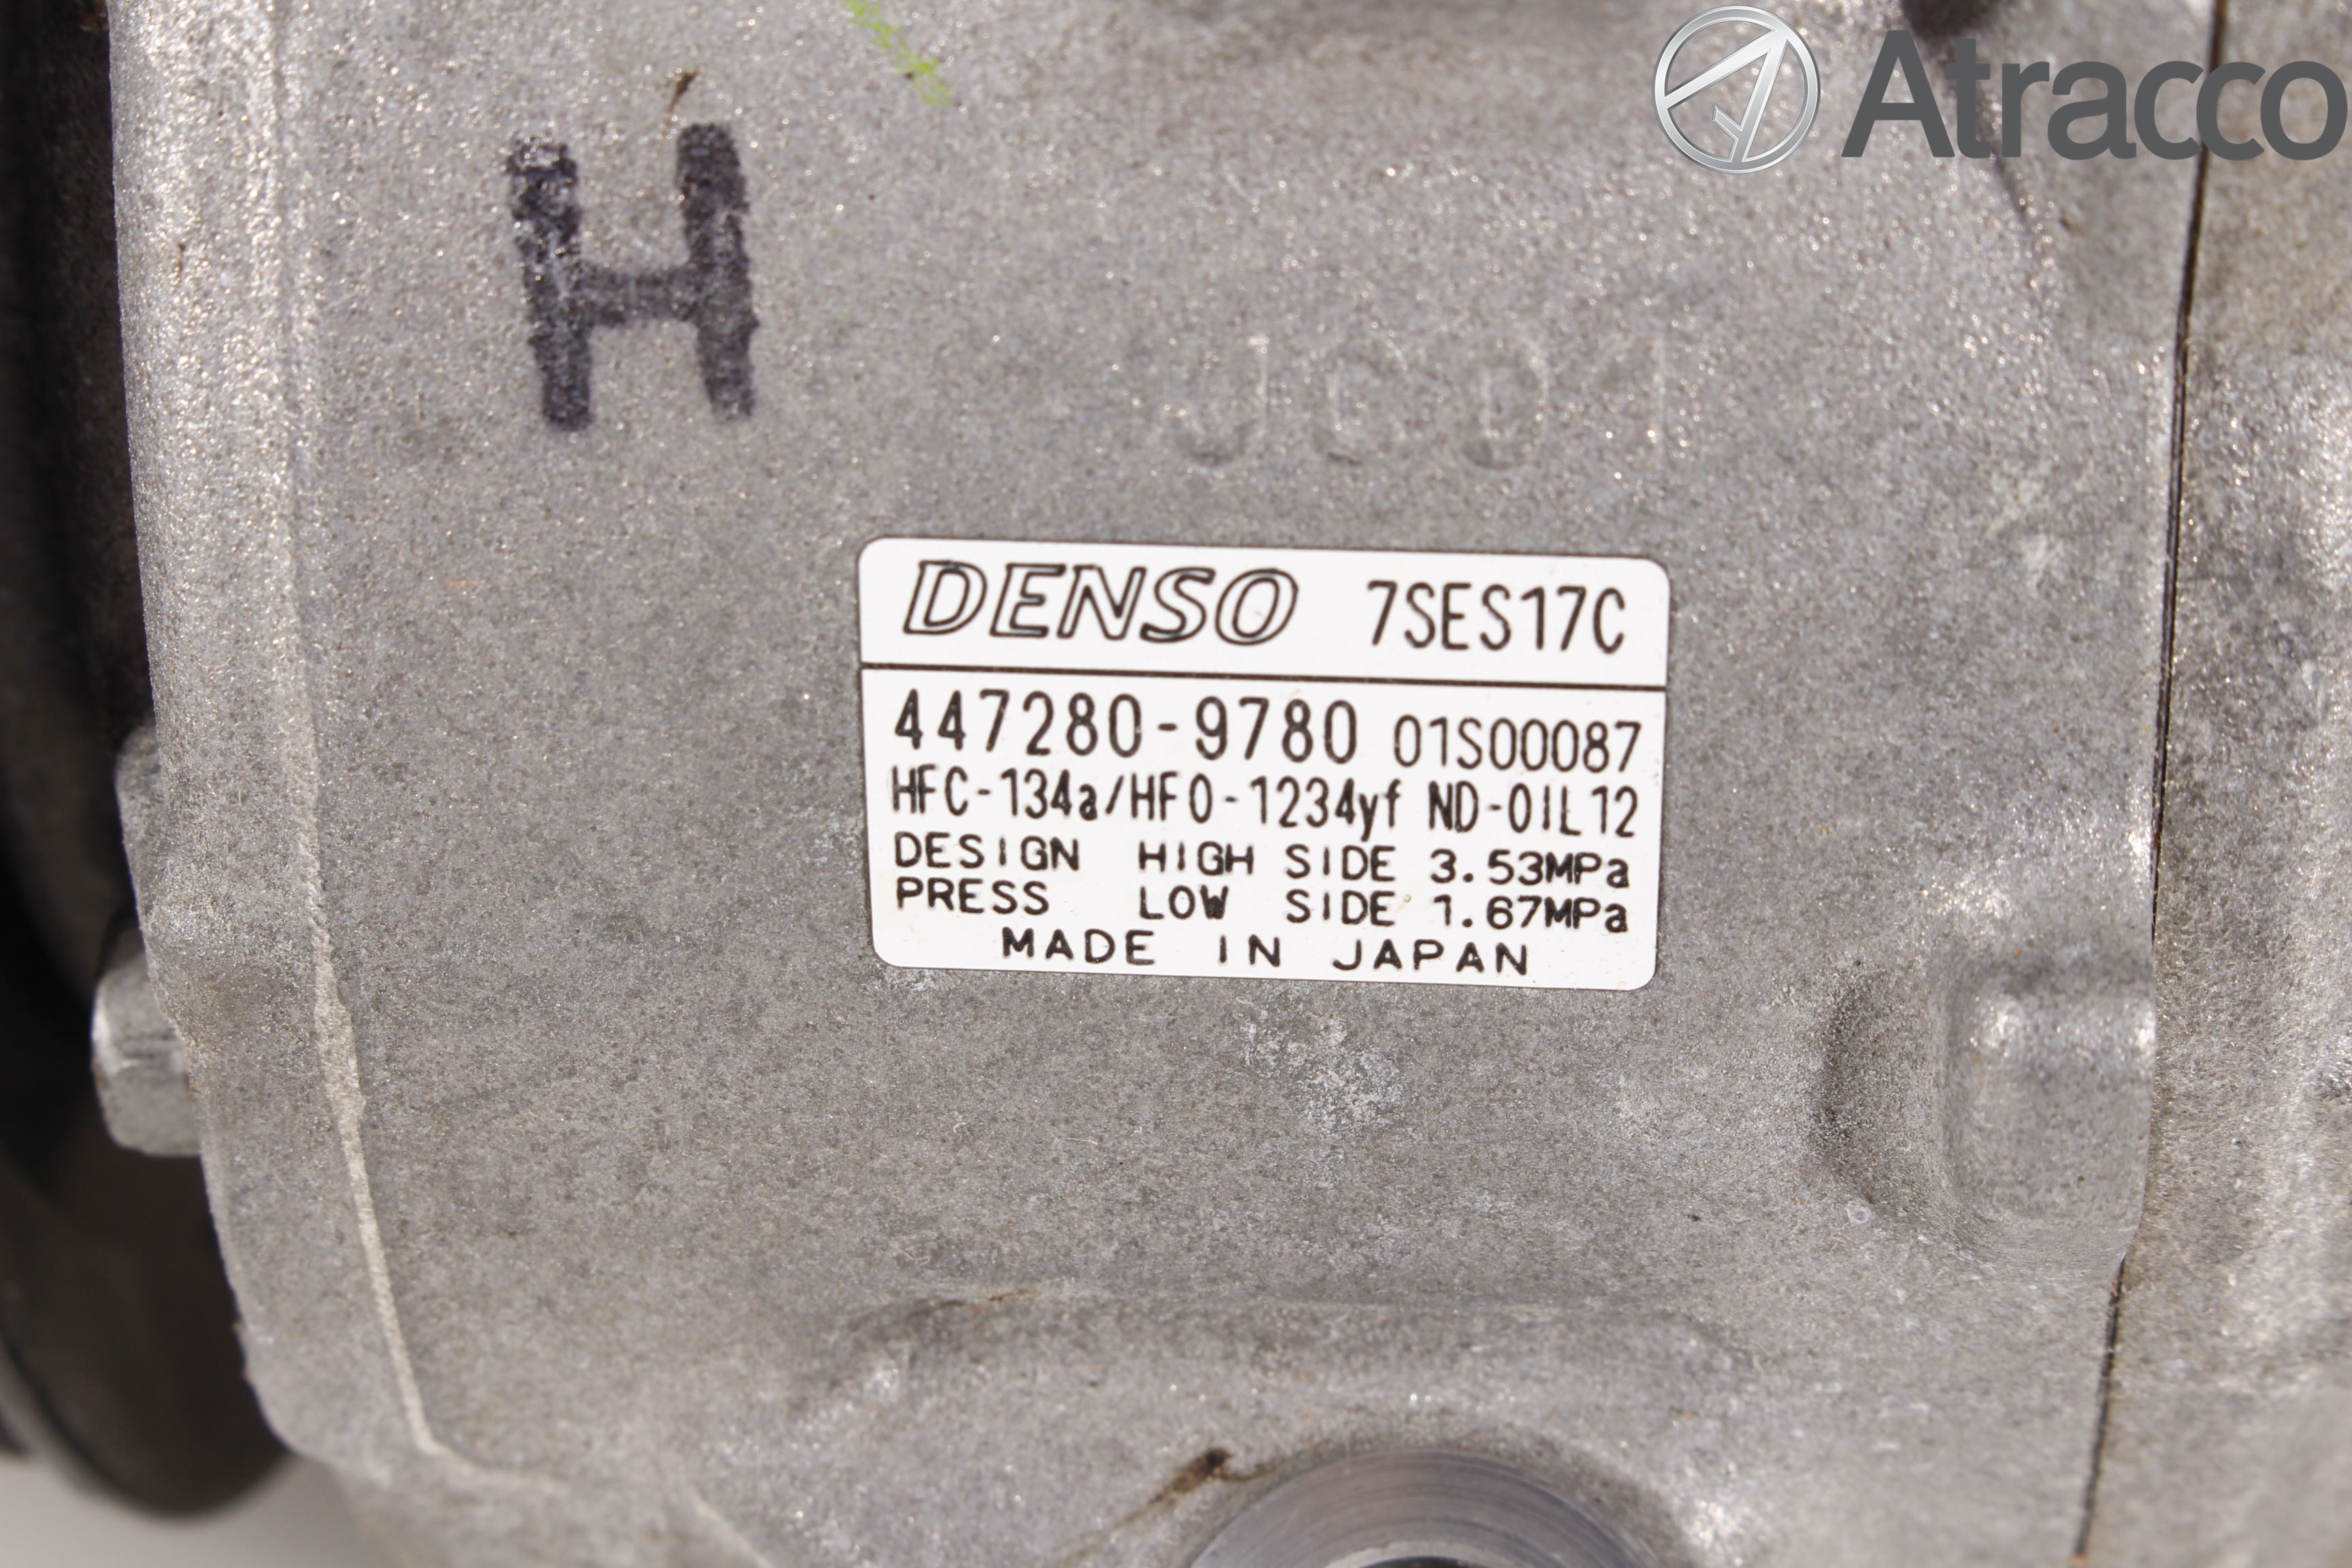 Atracco
H
JC01
DENSO 7SES17C
447280-9780 01S00087
HFC-134a/HFO-1234yf ND-OIL12
DESIGN HIGH SIDE 3.53MPa
PRESS LOW SIDE 1.67MPa
MADE IN JAPAN